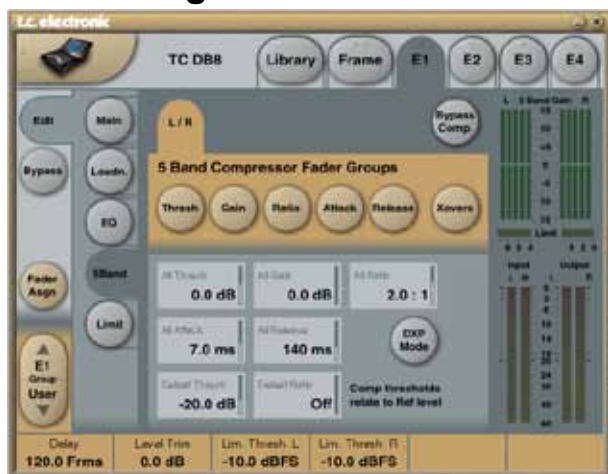 t.c. electronic
TC DB8
Library
Frame
E1
E2
E3
E4
Edit
Main
L / R
Bypass
Comp.
L 5 Band Gain R
Bypass
Loudn.
5 Band Compressor Fader Groups
Thresh
Gain
Ratio
Attack
Release
Xovers
EQ
Limit
Fader
Asgn
5Band
All Thresh
0.0 dB
All Gain
0.0 dB
All Ratio
2.0 : 1
Input
Output
Limit
All Attack
7.0 ms
All Release
140 ms
DXP
Mode
E1
Group
User
Defeat Thresh
-20.0 dB
Defeat Ratio
Off
Comp thresholds
relate to Ref level
Delay
120.0 Frms
Level Trim
0.0 dB
Lim. Thresh. L
-10.0 dBFS
Lim. Thresh. R
-10.0 dBFS